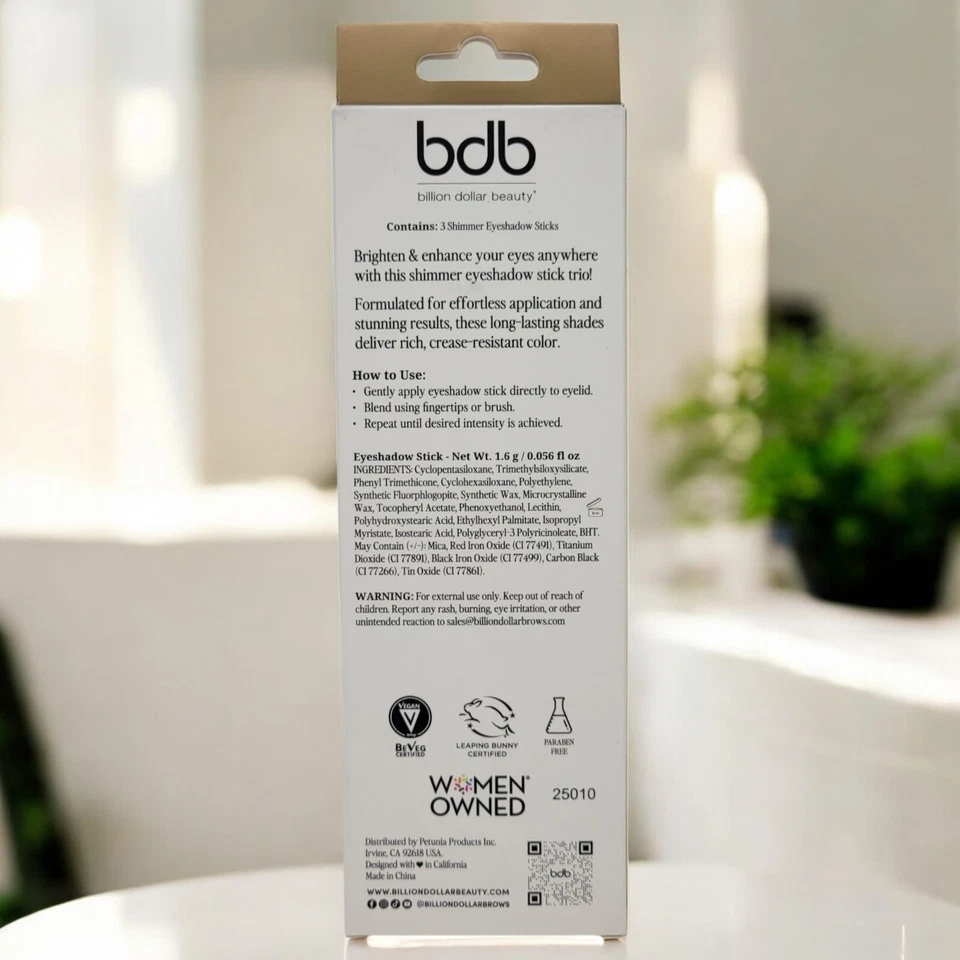 bdb
billion dollar beauty®
Contains: 3 Shimmer Eyeshadow Sticks
Brighten & enhance your eyes anywhere
with this shimmer eyeshadow stick trio!
Formulated for effortless application and
stunning results, these long-lasting shades
deliver rich, crease-resistant color.
How to Use:
• Gently apply eyeshadow stick directly to eyelid.
• Blend using fingertips or brush.
• Repeat until desired intensity is achieved.
Eyeshadow Stick - Net Wt. 1.6 g / 0.056 fl oz
INGREDIENTS: Cyclopentasiloxane, Trimethylsiloxysilicate,
Phenyl Trimethicone, Cyclohexasiloxane, Polyethylene,
Synthetic Fluorphlogopite, Synthetic Wax, Microcrystalline
Wax, Tocopheryl Acetate, Phenoxyethanol, Lecithin,
Polyhydroxystearic Acid, Ethylhexyl Palmitate, Isopropyl
Myristate, Isostearic Acid, Polyglyceryl-3 Polyricinoleate, BHT.
May Contain (+/-): Mica, Red Iron Oxide (CI 77491), Titanium
Dioxide (CI 77891), Black Iron Oxide (CI 77499), Carbon Black
(CI 77266), Tin Oxide (CI 77861).
WARNING: For external use only. Keep out of reach of
children. Report any rash, burning, eye irritation, or other
unintended reaction to sales@billiondollarbrows.com
VEGAN
V
BEVEG
CERTIFIED
LEAPING BUNNY
CERTIFIED
PARABEN
FREE
WOMEN®
OWNED
25010
Distributed by Petunia Products Inc.
Irvine, CA 92618 USA.
Designed with ♥ in California
Made in China
WWW.BILLIONDOLLARBEAUTY.COM
@BILLIONDOLLARBROWS
bdb